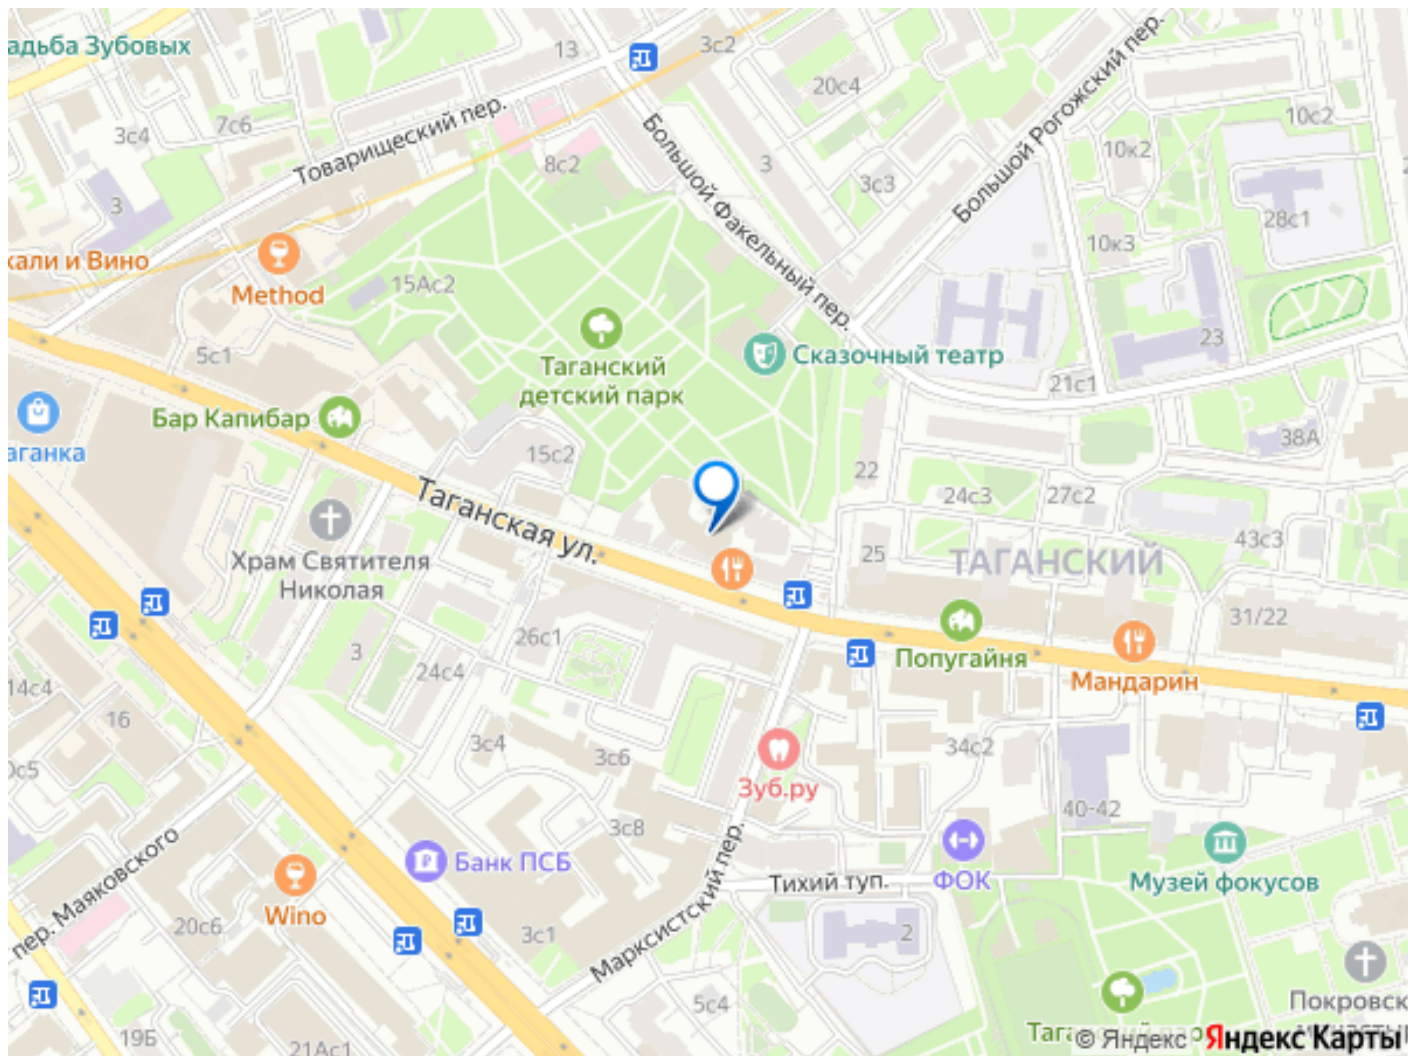 адьба Зубовых
13
3с2
20с4
Большой Рогожский пер.
10с2
7с6
3с4
Товарищеский пер.
8с2
Большой Факельный пер.
3
3с3
10к2
3
28с1
10к3
кали и Вино
Method
15Ас2
23
5с1
Таганский
детский парк
Сказочный театр
21с1
Бар Капибар
аганка
15с2
22
38А
24с3
27с2
Таганская ул.
Храм Святителя
Николая
25
ТАГАНСКИЙ
43с3
31/22
26с1
3
24с4
Попугайня
Мандарин
14с4
16
3с4
3с6
34с2
0с5
Зуб.ру
40-42
3с8
пер. Маяковского
Банк ПСБ
Марксистский пер.
Тихий туп.
ФОК
Музей фокусов
Wino
20с6
3с1
2
5с4
Покровск
19Б
21Ас1
© Яндекс Яндекс Карты